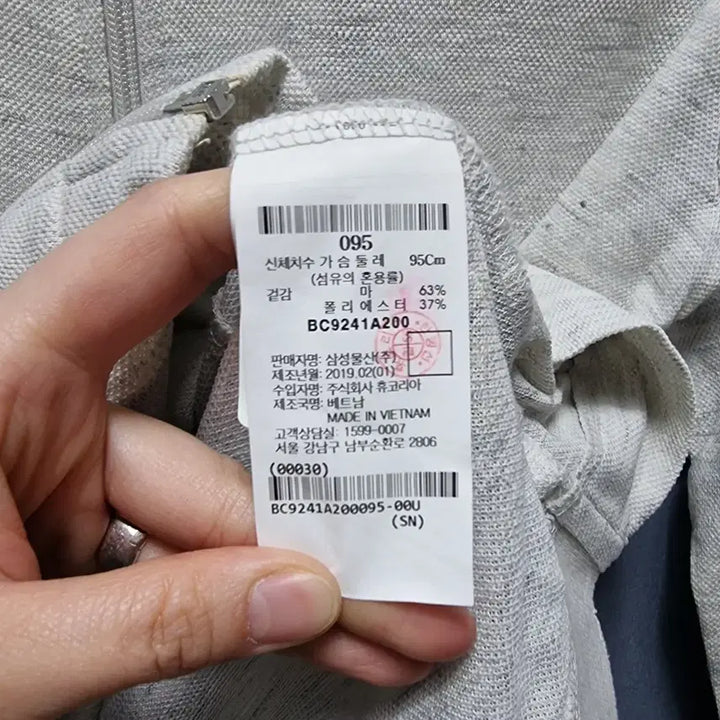 095
신체치수 가 슴 둘 레 95Cm
(섬유의 혼용률)
겉감 마 63%
폴 리 에 스 터 37%
BC9241A200
판매자명: 삼성물산(주)
제조년월: 2019.02(01)
수입자명: 주식회사 휴코리아
제조국명: 베트남
MADE IN VIETNAM
고객상담실: 1599-0007
서울 강남구 남부순환로 2806
(00030)
BC9241A200095-00U
(SN)